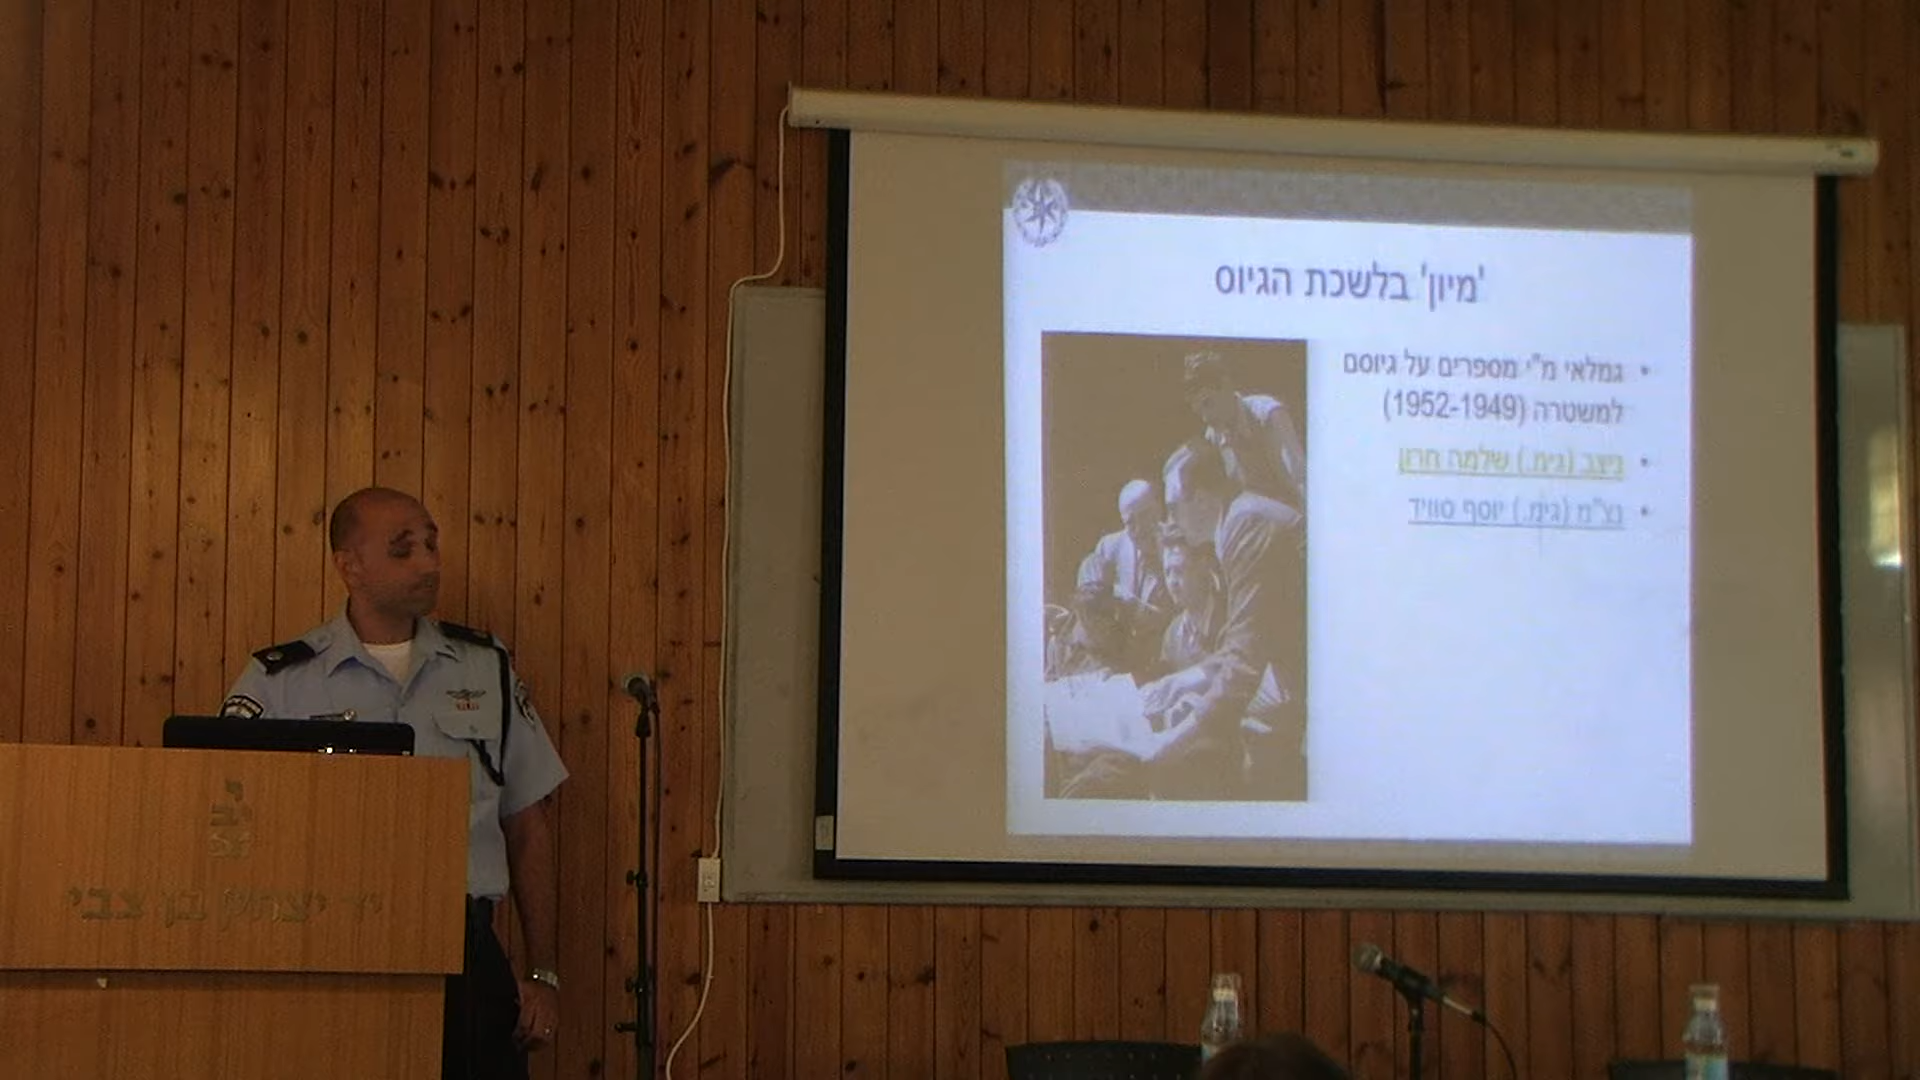 'מיון' בלשכת הגיוס
גמלאי מ"י מספרים על גיוסם
למשטרה (1952-1949)
ניצב (גימ.) שלמה חרון
נצ"מ (גימ.) יוסף סוויד
יד יצחק בן צבי